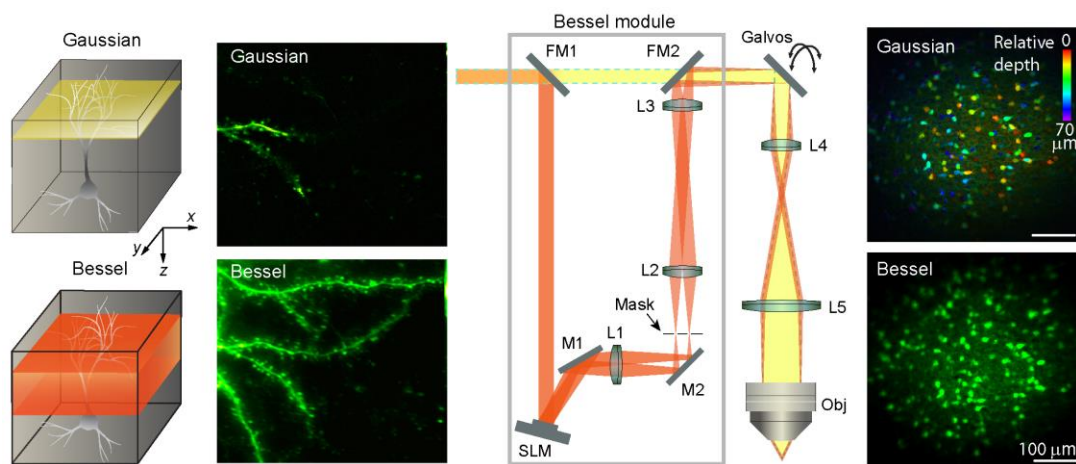 Gaussian
x
y
z
Bessel
Gaussian
Bessel
Bessel module
FM1
FM2
Galvos
L3
L4
L2
L5
Mask
L1
M1
M2
Obj
SLM
Gaussian
Relative
depth
0
70
μm
Bessel
100 μm